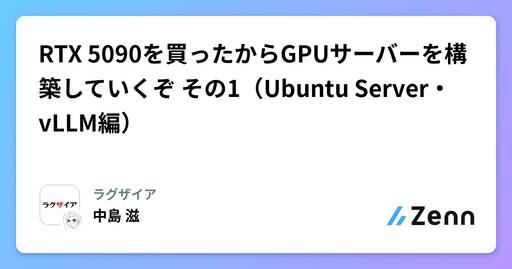 RTX 5090を買ったからGPUサーバーを構
築していくぞ その1（Ubuntu Server・
vLLM編）
ラグザイア
ラグザイア
中島 滋
Zenn